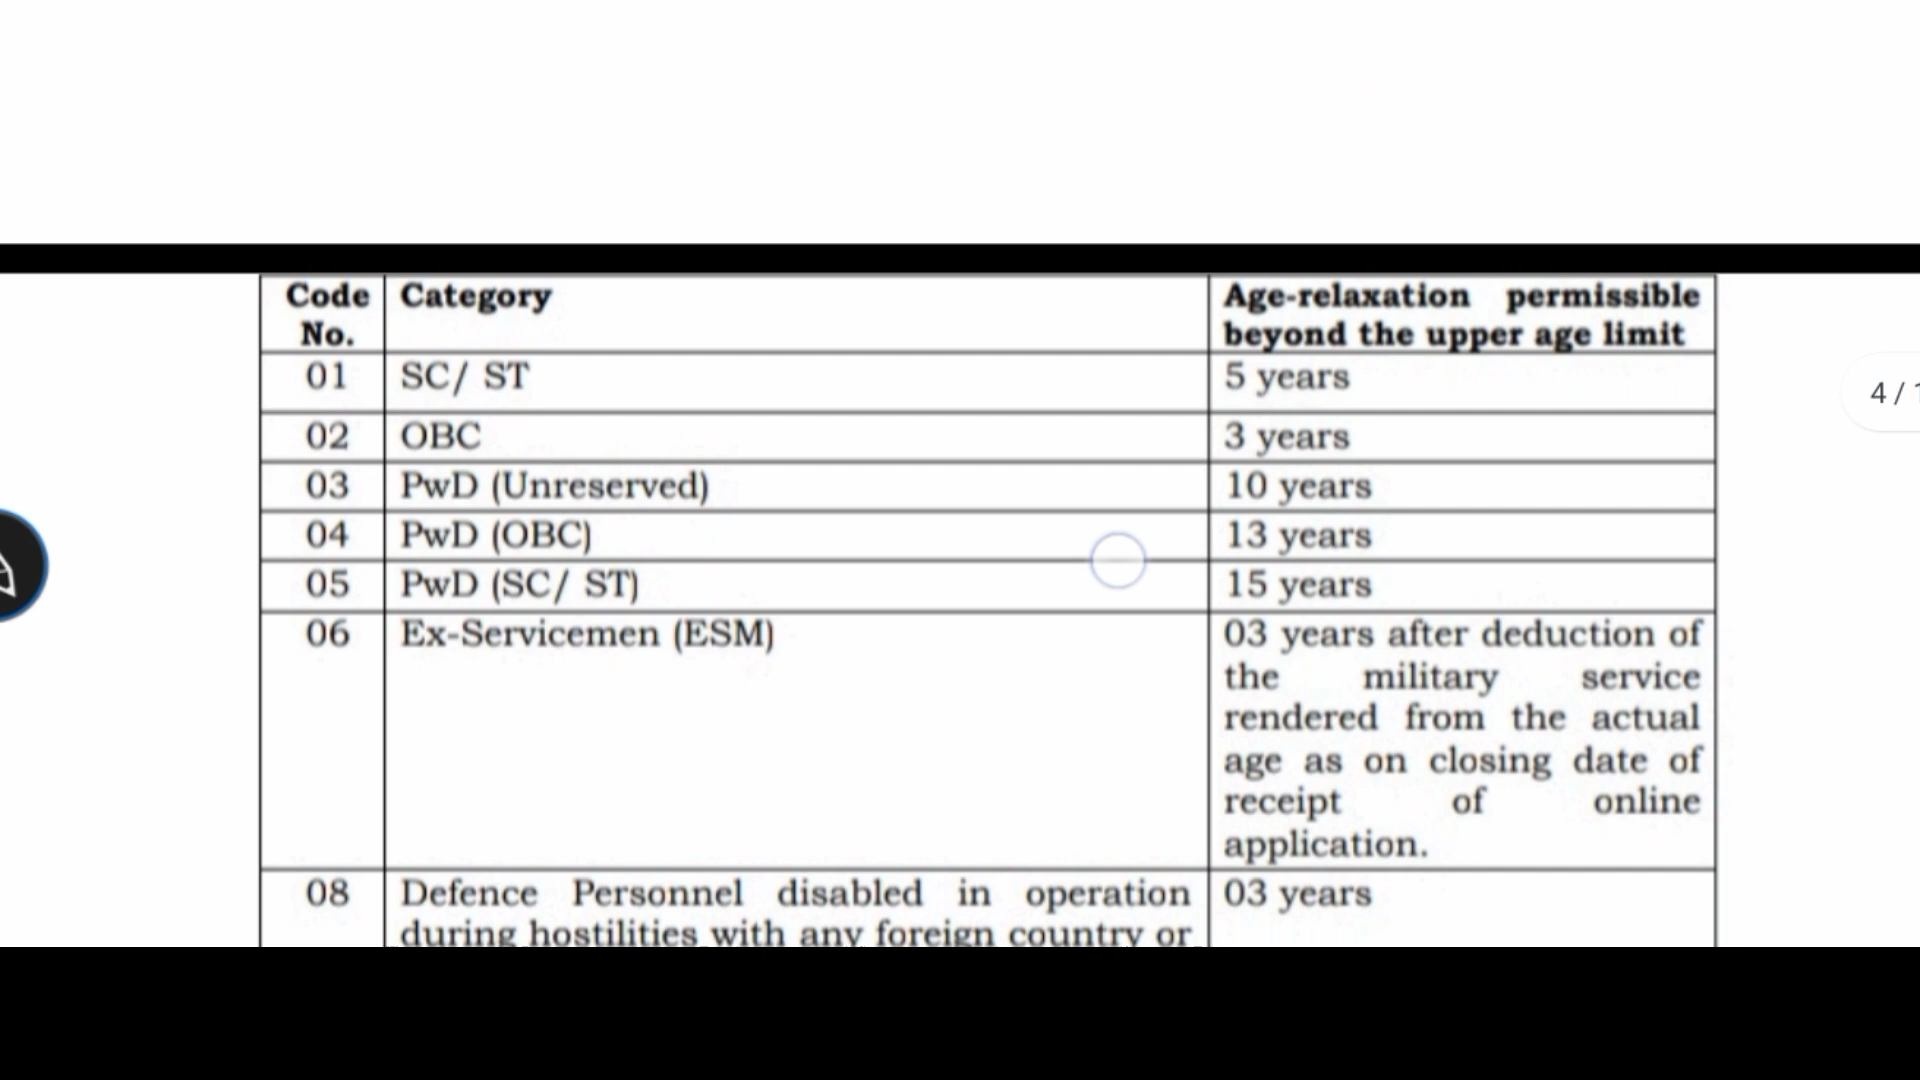 Code No. Category Age-relaxation permissible beyond the upper age limit
01 SC/ ST 5 years
02 OBC 3 years
03 PwD (Unreserved) 10 years
04 PwD (OBC) 13 years
05 PwD (SC/ ST) 15 years
06 Ex-Servicemen (ESM) 03 years after deduction of
the military service
rendered from the actual
age as on closing date of
receipt of online
application.
08 Defence Personnel disabled in operation 03 years
during hostilities with any foreign country or
4 / 1